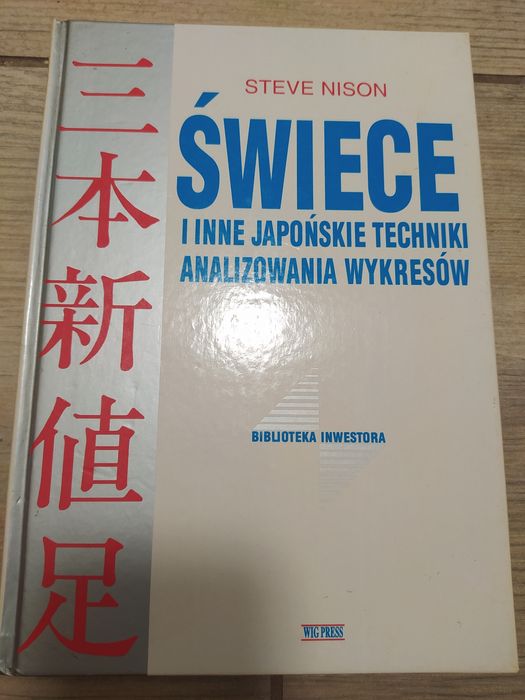 三本新値足
STEVE NISON
ŚWIECE
I INNE JAPOŃSKIE TECHNIKI
ANALIZOWANIA WYKRESÓW
BIBLIOTEKA INWESTORA
WIG PRESS